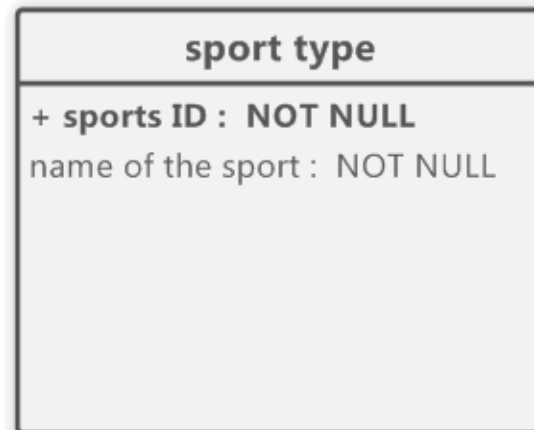 sport type
+ sports ID : NOT NULL
name of the sport : NOT NULL